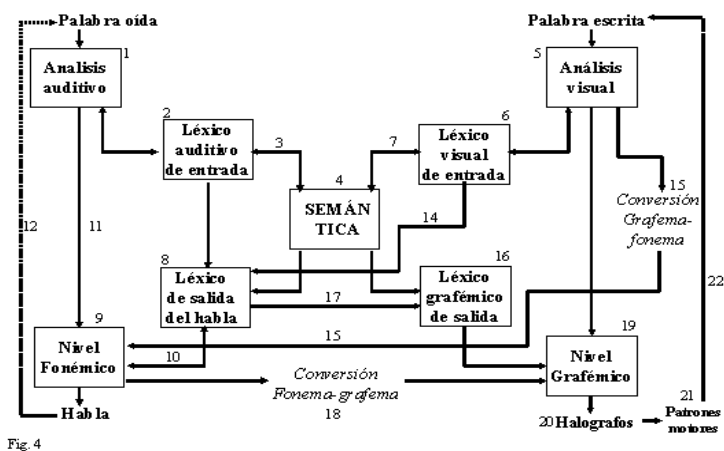 Palabra oída
Palabra escrita
1
5
Analisis
auditivo
Análisis
visual
2
6
Léxico
auditivo
de entrada
3
7
Léxico
visual
de entrada
4
SEMÁN
TICA
15
Conversión
Grafema-
fonema
12
11
14
8
16
Léxico
de salida
del habla
17
Léxico
grafémico
de salida
22
9
15
19
Nivel
Fonémico
10
Nivel
Grafémico
Conversión
Fonema-grafema
18
Habla
20 Halografos
21
Patrones
motores
Fig. 4